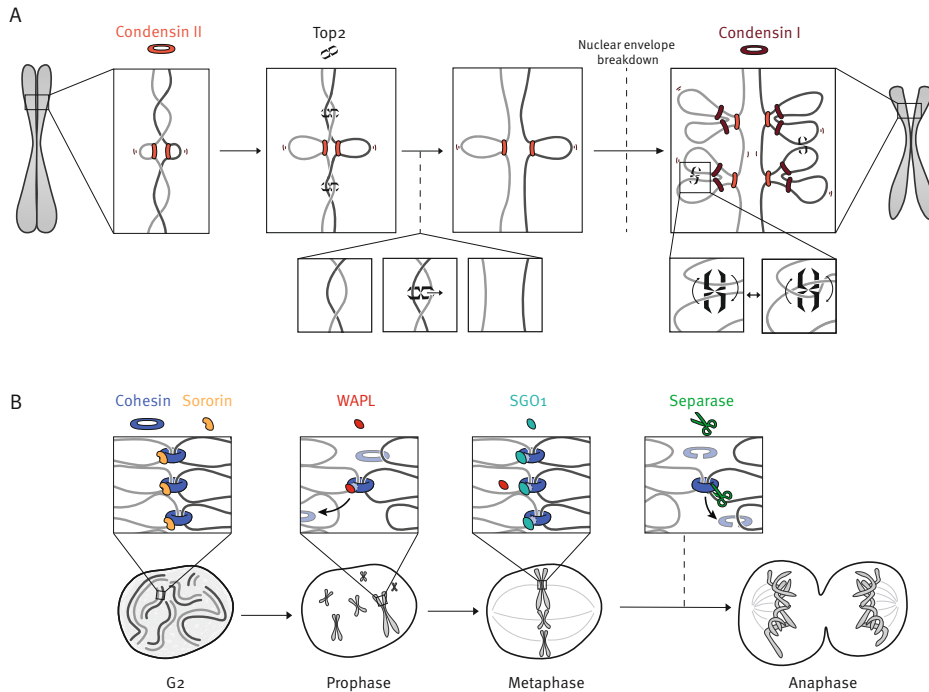 A
Condensin II
Top2
Nuclear envelope
breakdown
Condensin I
B
Cohesin
Sororin
WAPL
SGO1
Separase
G2
Prophase
Metaphase
Anaphase